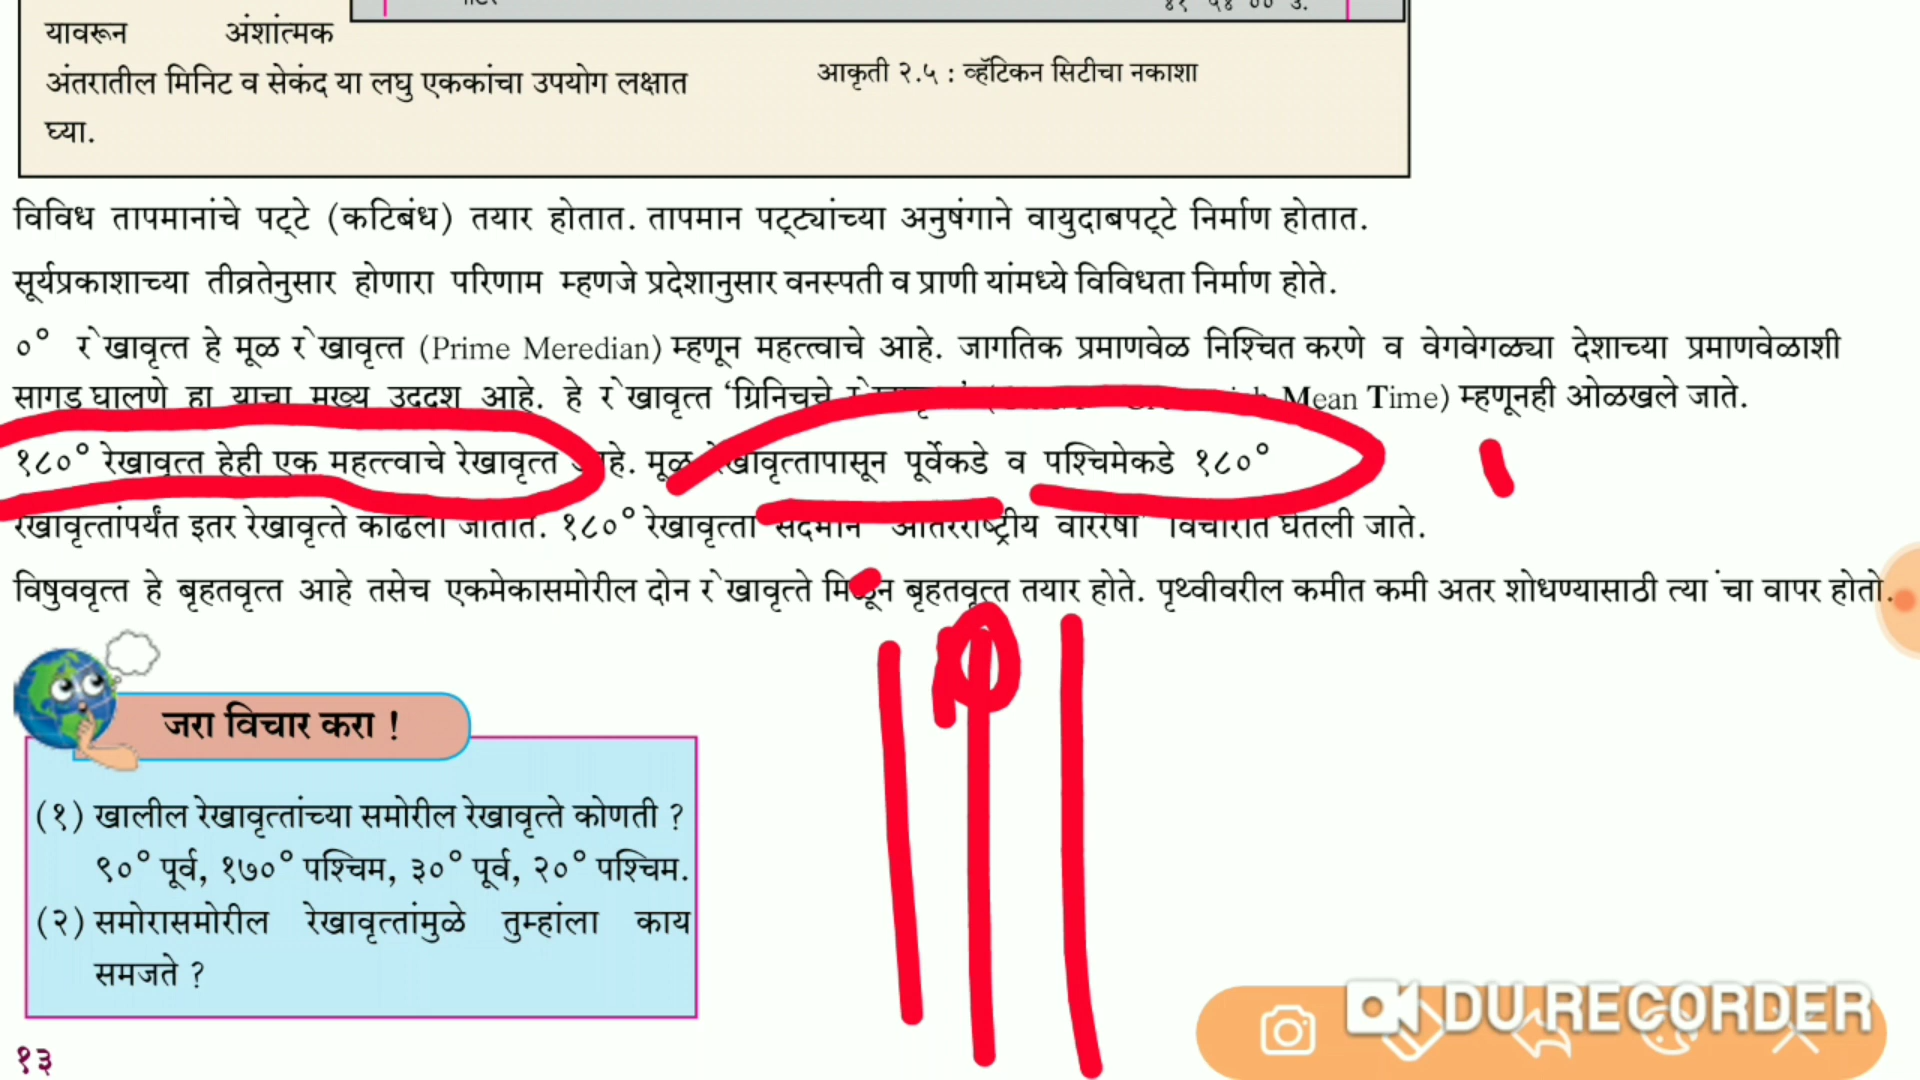 यावरून अंशांत्मक
अंतरातील मिनिट व सेकंद या लघु एककांचा उपयोग लक्षात
घ्या.
आकृती २.५ : व्हॅटिकन सिटीचा नकाशा
विविध तापमानांचे पट्टे (कटिबंध) तयार होतात. तापमान पट्ट्यांच्या अनुषंगाने वायुदाबपट्टे निर्माण होतात.
सूर्यप्रकाशाच्या तीव्रतेनुसार होणारा परिणाम म्हणजे प्रदेशानुसार वनस्पती व प्राणी यांमध्ये विविधता निर्माण होते.
०° रेखावृत्त हे मूळ रेखावृत्त (Prime Meredian) म्हणून महत्त्वाचे आहे. जागतिक प्रमाणवेळ निश्चित करणे व वेगवेगळ्या देशाच्या प्रमाणवेळाशी
सागड घालणे हा याचा मुख्य उददश आहे. हे रेखावृत्त ‘ग्रिनिचचे Mean Time) म्हणूनही ओळखले जाते.
१८०° रेखावृत्त हेही एक महत्त्वाचे रेखावृत्त आहे. मूळ रेखावृत्तापासून पूर्वेकडे व पश्चिमेकडे १८०°
रेखावृत्तांपर्यंत इतर रेखावृत्ते काढली जातात. १८०° रेखावृत्ता संदर्भाने आंतरराष्ट्रीय वाररेषा विचारात घेतली जाते.
विषुववृत्त हे बृहतवृत्त आहे तसेच एकमेकासमोरील दोन रेखावृत्ते मिळून बृहतवृत्त तयार होते. पृथ्वीवरील कमीत कमी अतर शोधण्यासाठी त्यांचा वापर होतो.
जरा विचार करा !
(१) खालील रेखावृत्तांच्या समोरील रेखावृत्ते कोणती ?
९०° पूर्व, १७०° पश्चिम, ३०° पूर्व, २०° पश्चिम.
(२) समोरासमोरील रेखावृत्तांमुळे तुम्हांला काय
समजते ?
१३
DU RECORDER